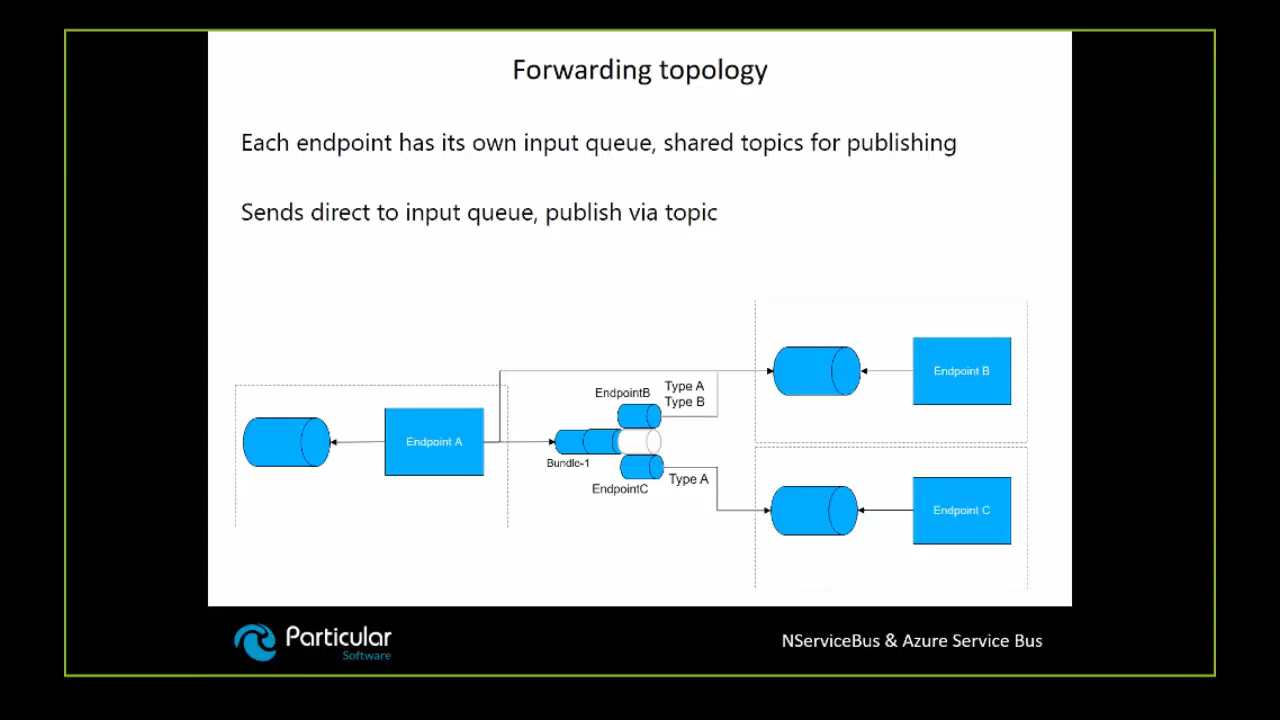 Forwarding topology
Each endpoint has its own input queue, shared topics for publishing
Sends direct to input queue, publish via topic
EndpointB
Type A
Type B
Endpoint B
Endpoint A
Bundle-1
EndpointC
Type A
Endpoint C
Particular
Software
NServiceBus & Azure Service Bus